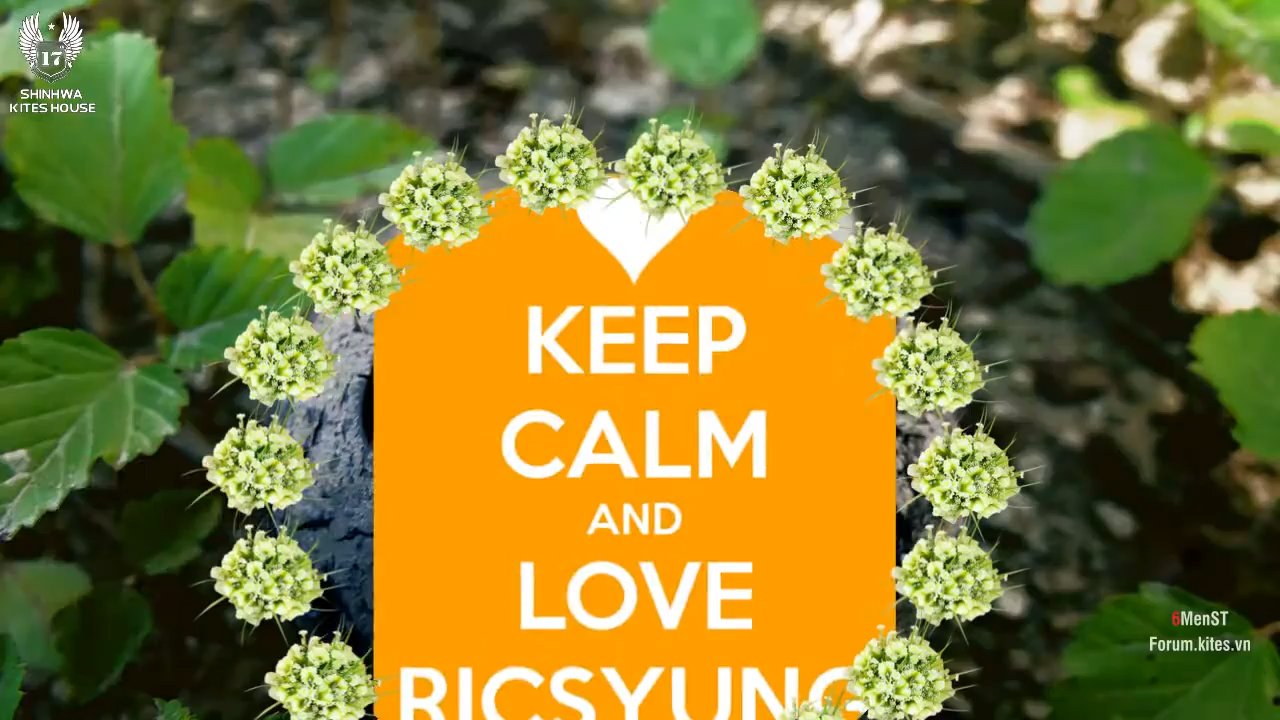 17
SHINHWA
KITES HOUSE
KEEP
CALM
AND
LOVE
RICSYUNG
6MenST
Forum.kites.vn